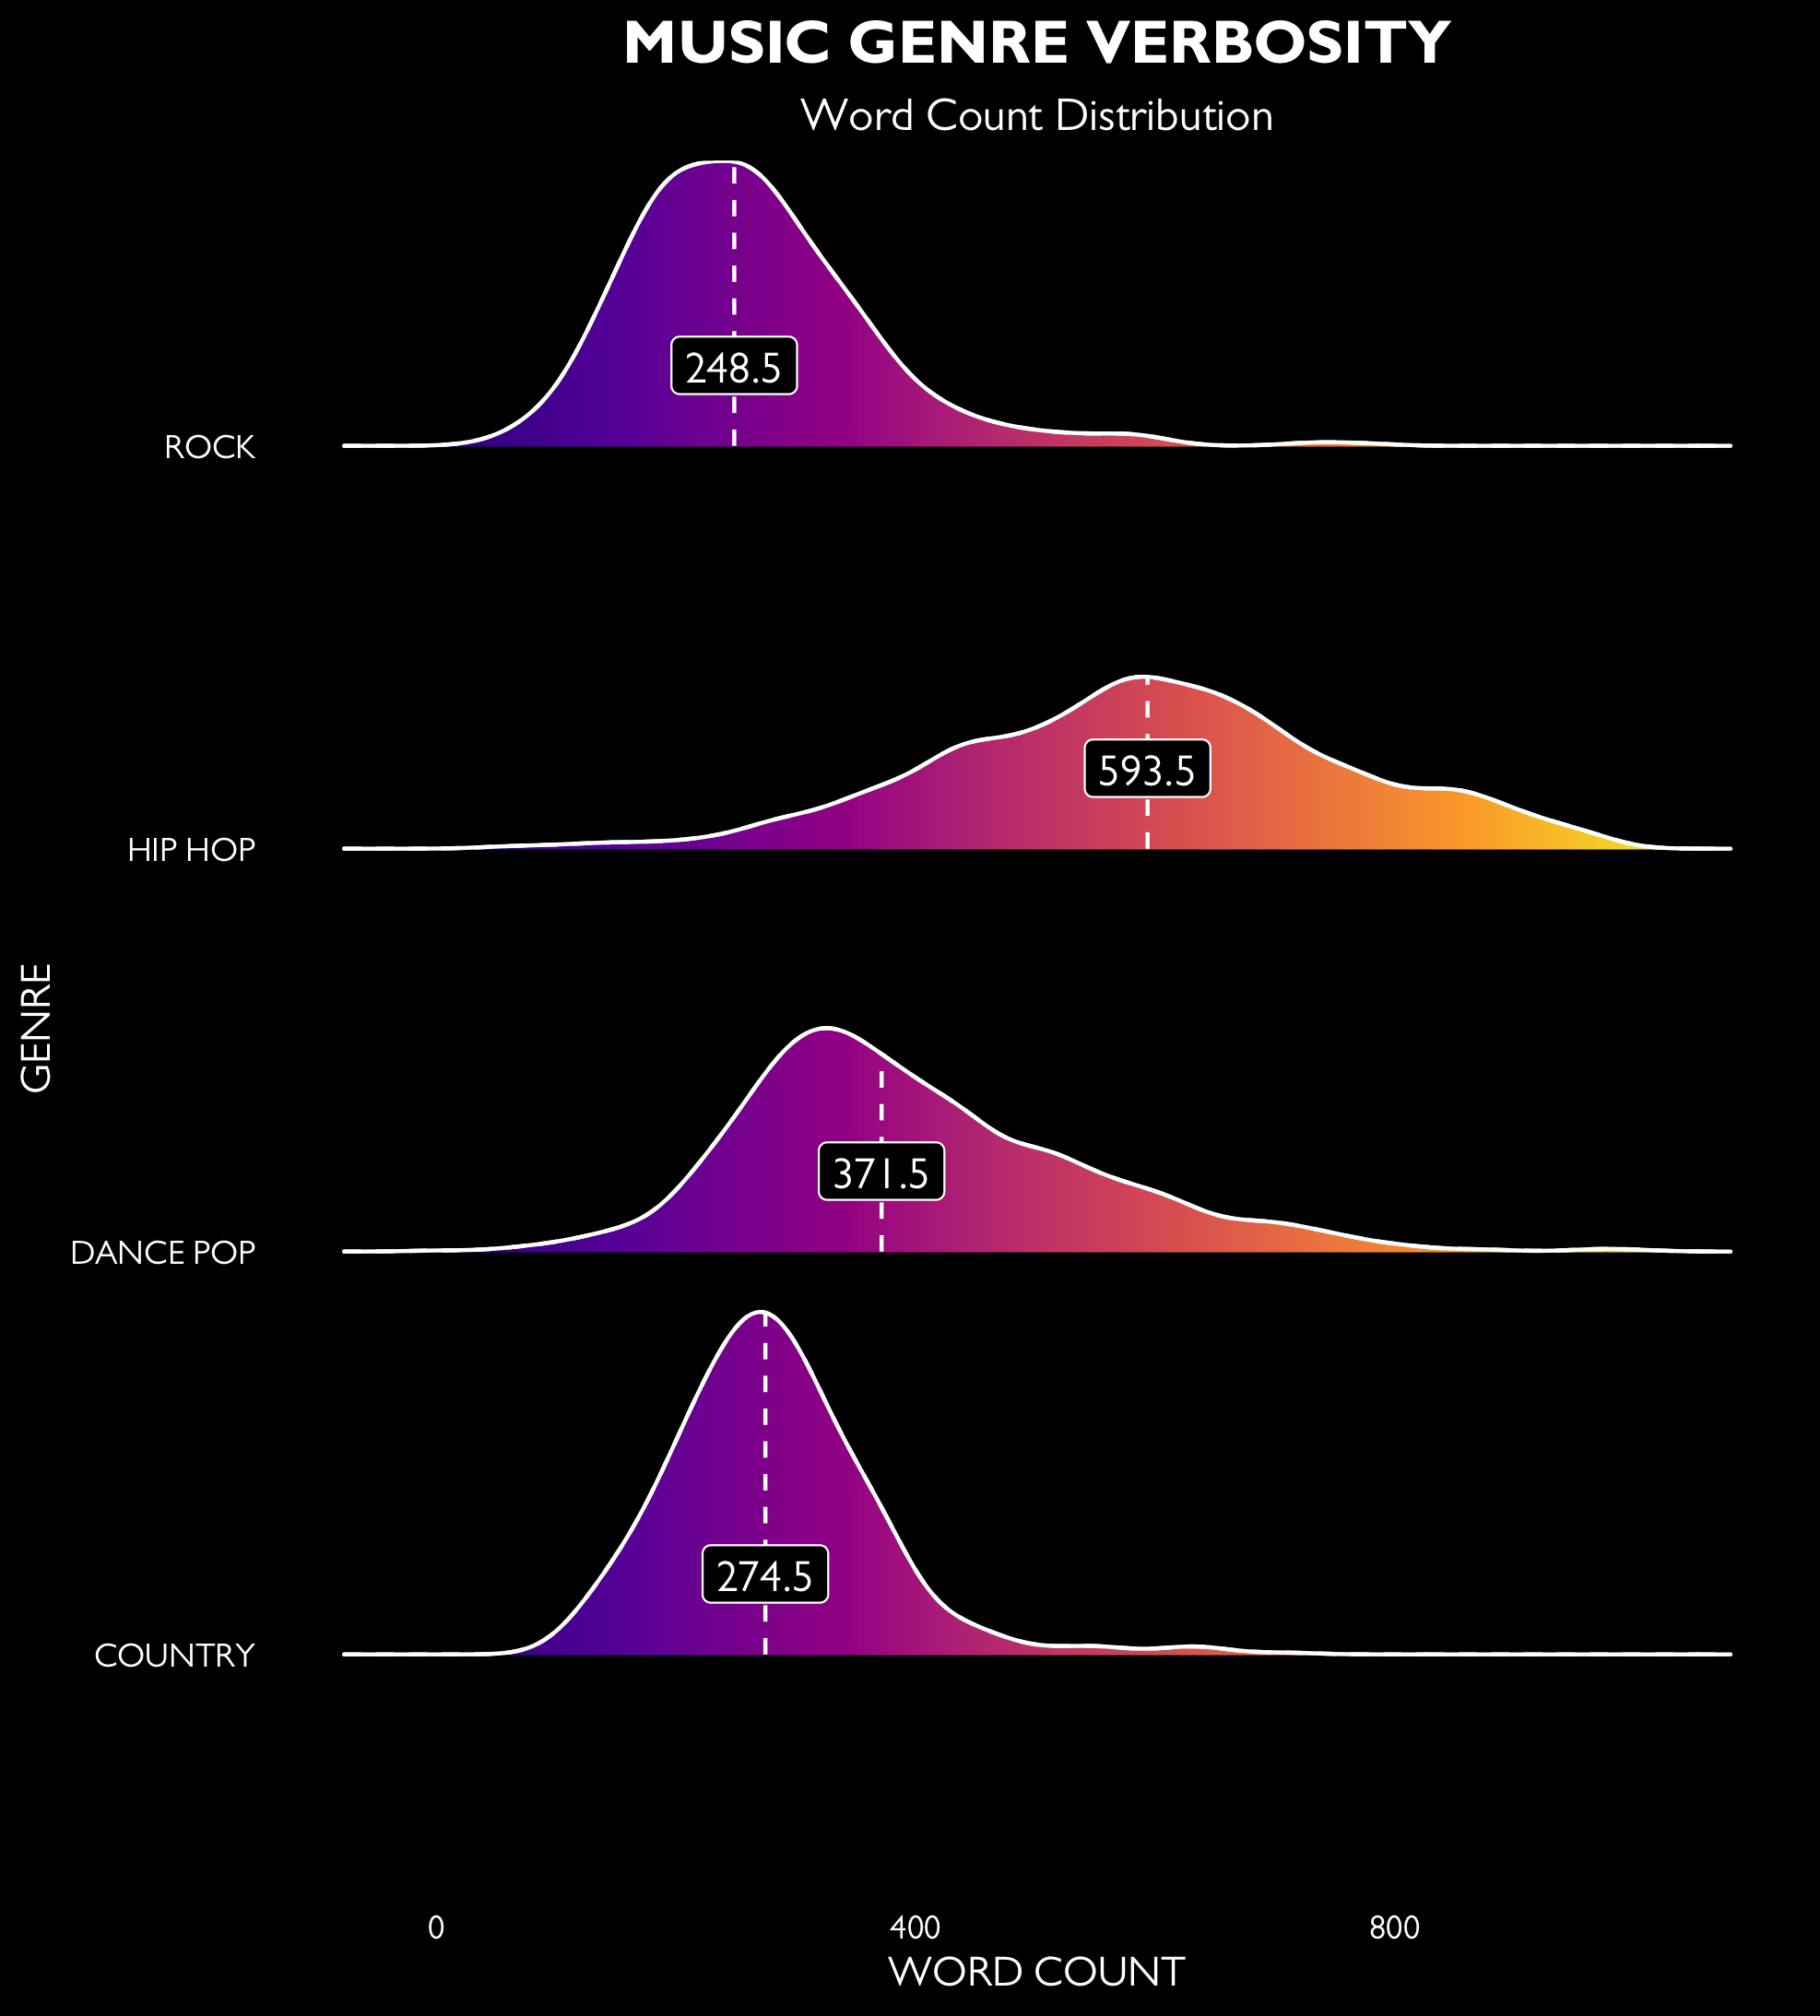 MUSIC GENRE VERBOSITY
Word Count Distribution
248.5
ROCK
593.5
HIP HOP
GENRE
371.5
DANCE POP
274.5
COUNTRY
0 400 800
WORD COUNT